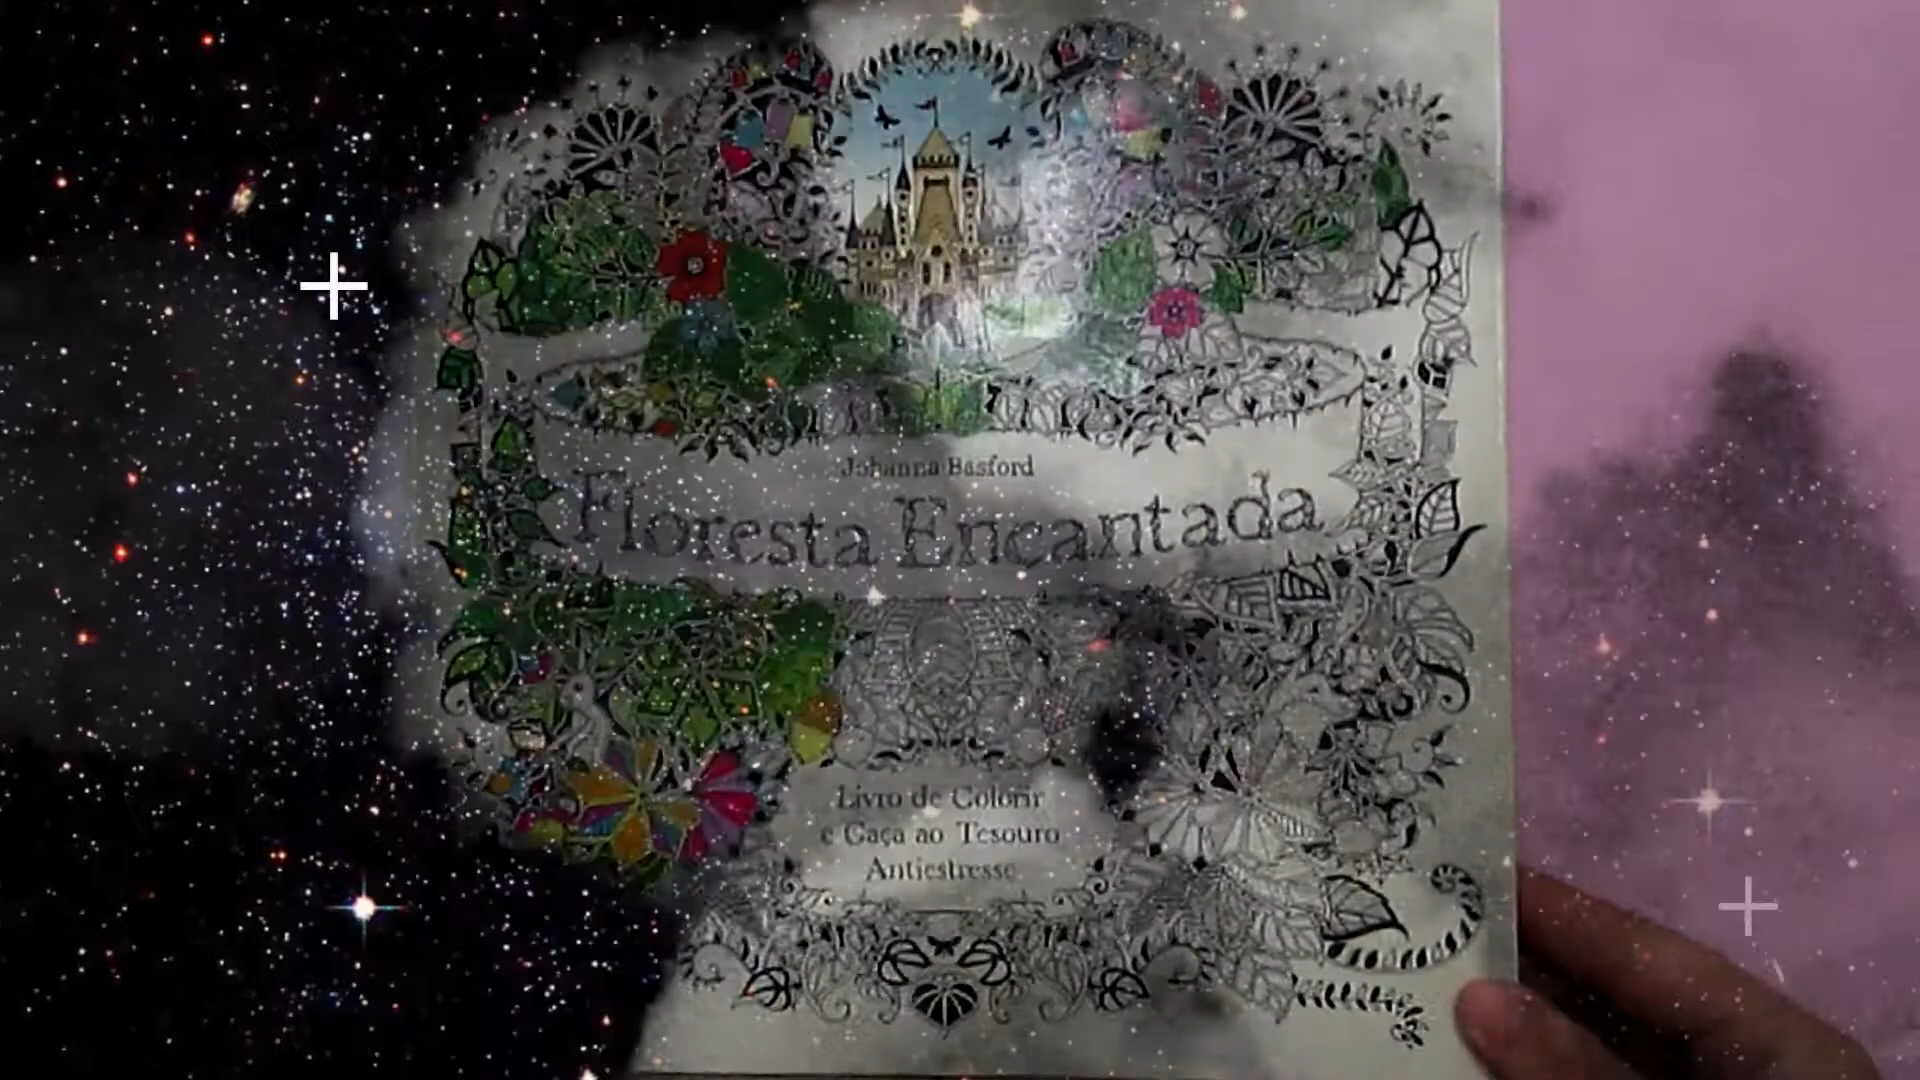 Johanna Basford
Floresta Encantada
Livro de Colorir
e Caça ao Tesouro
Antiestresse